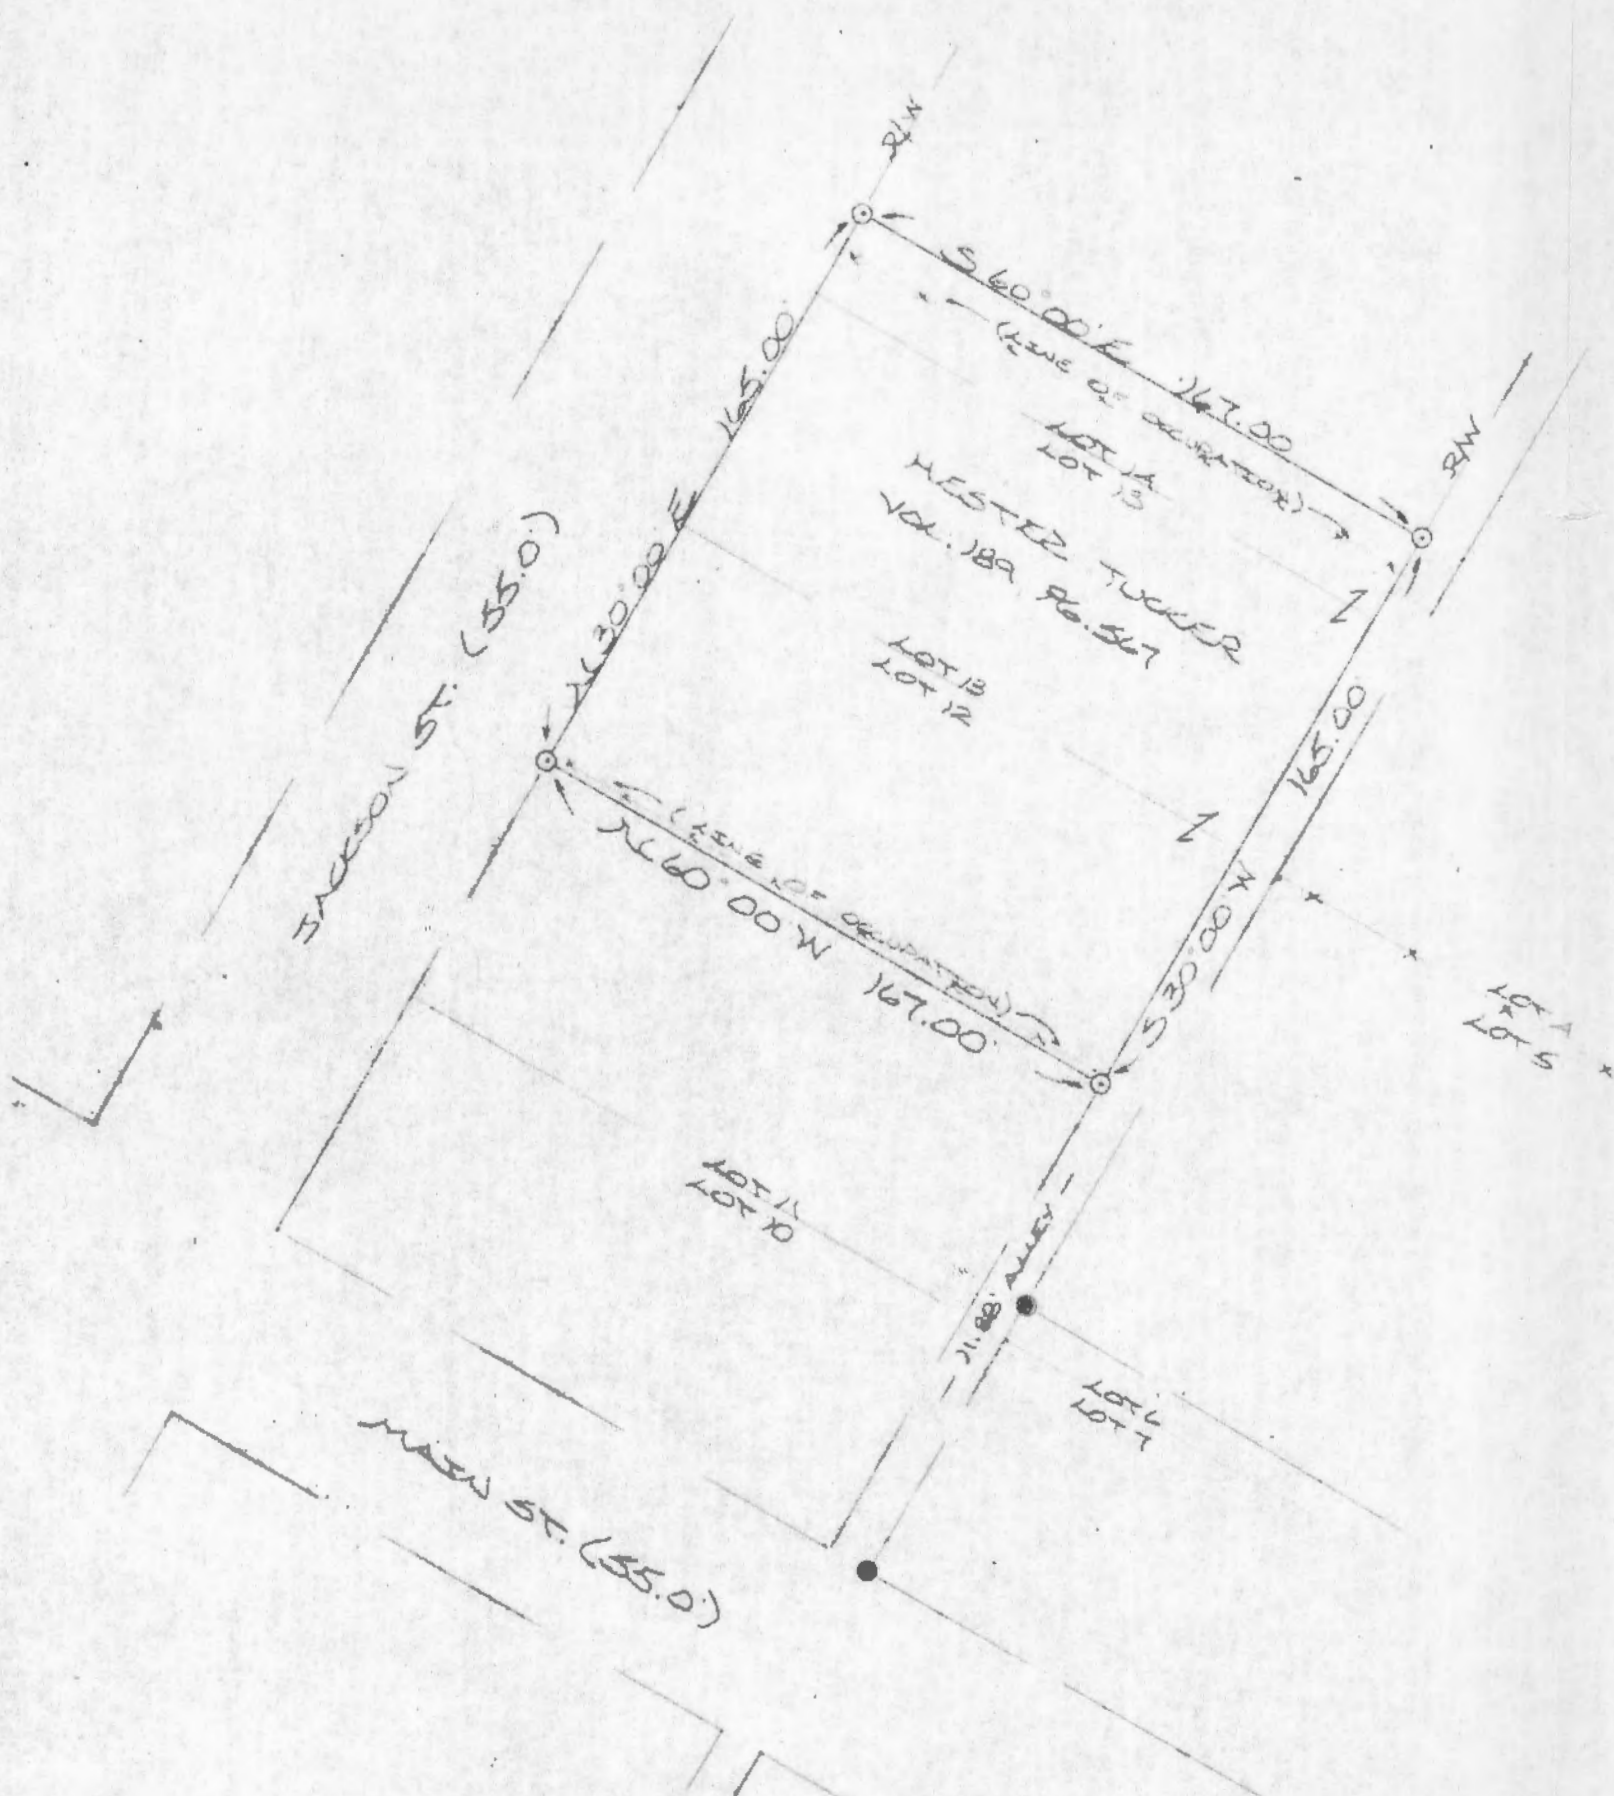 R/W
S 60° 00' E 167.00'
(LINE OF OCCUPATION)
165.00'
N 30° 00' E
LOT 14
LOT 13
HESTER TUCKER
VOL. 189, PG. 567
R/W
LOT 13
LOT 12
JACKSON ST. (55.0')
165.00'
S 30° 00' W
(LINE OF OCCUPATION)
N 60° 00' W 167.00'
LOT 5
LOT 11
LOT 10
11.88' ALLEY
LOT 6
LOT 7
MAIN ST. (55.0')